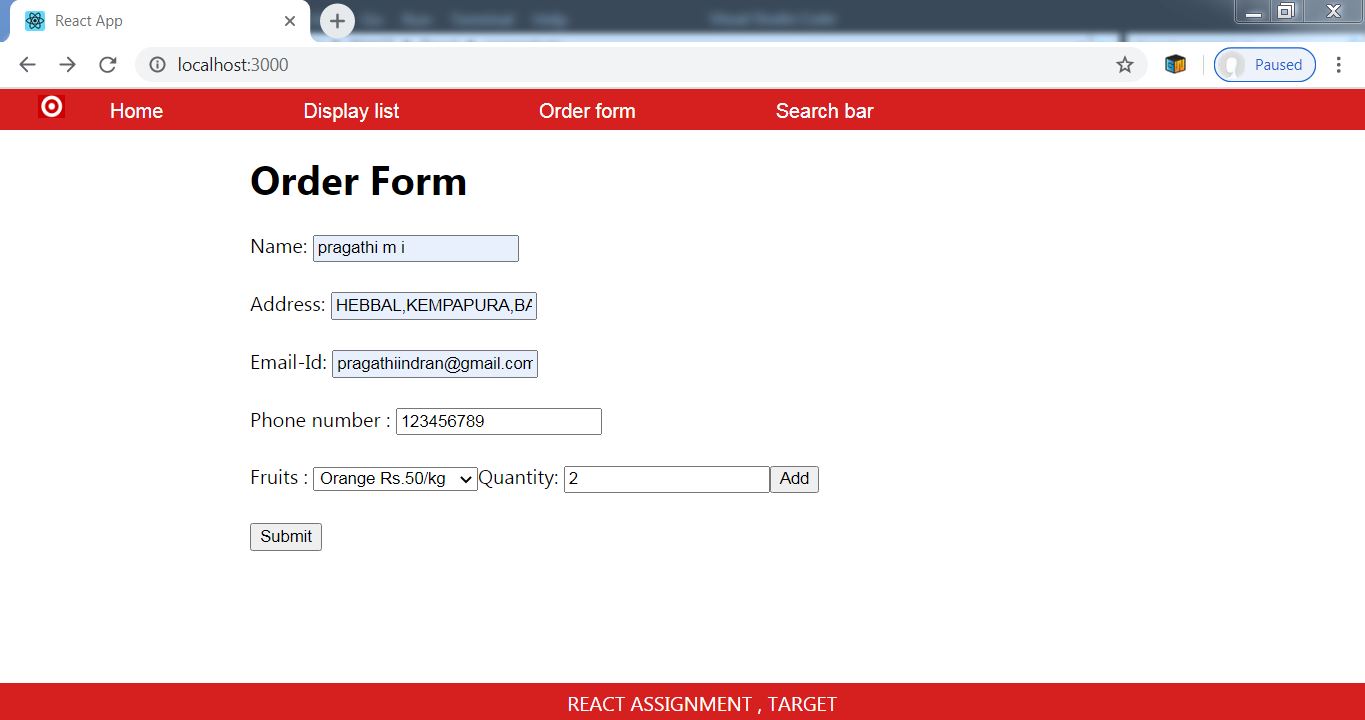 React App
localhost:3000
Paused
Home Display list Order form Search bar
Order Form
Name: pragathi m i
Address: HEBBAL,KEMPAPURA,BA
Email-Id: pragathiindran@gmail.com
Phone number : 123456789
Fruits : Orange Rs.50/kg Quantity: 2 Add
Submit
REACT ASSIGNMENT , TARGET